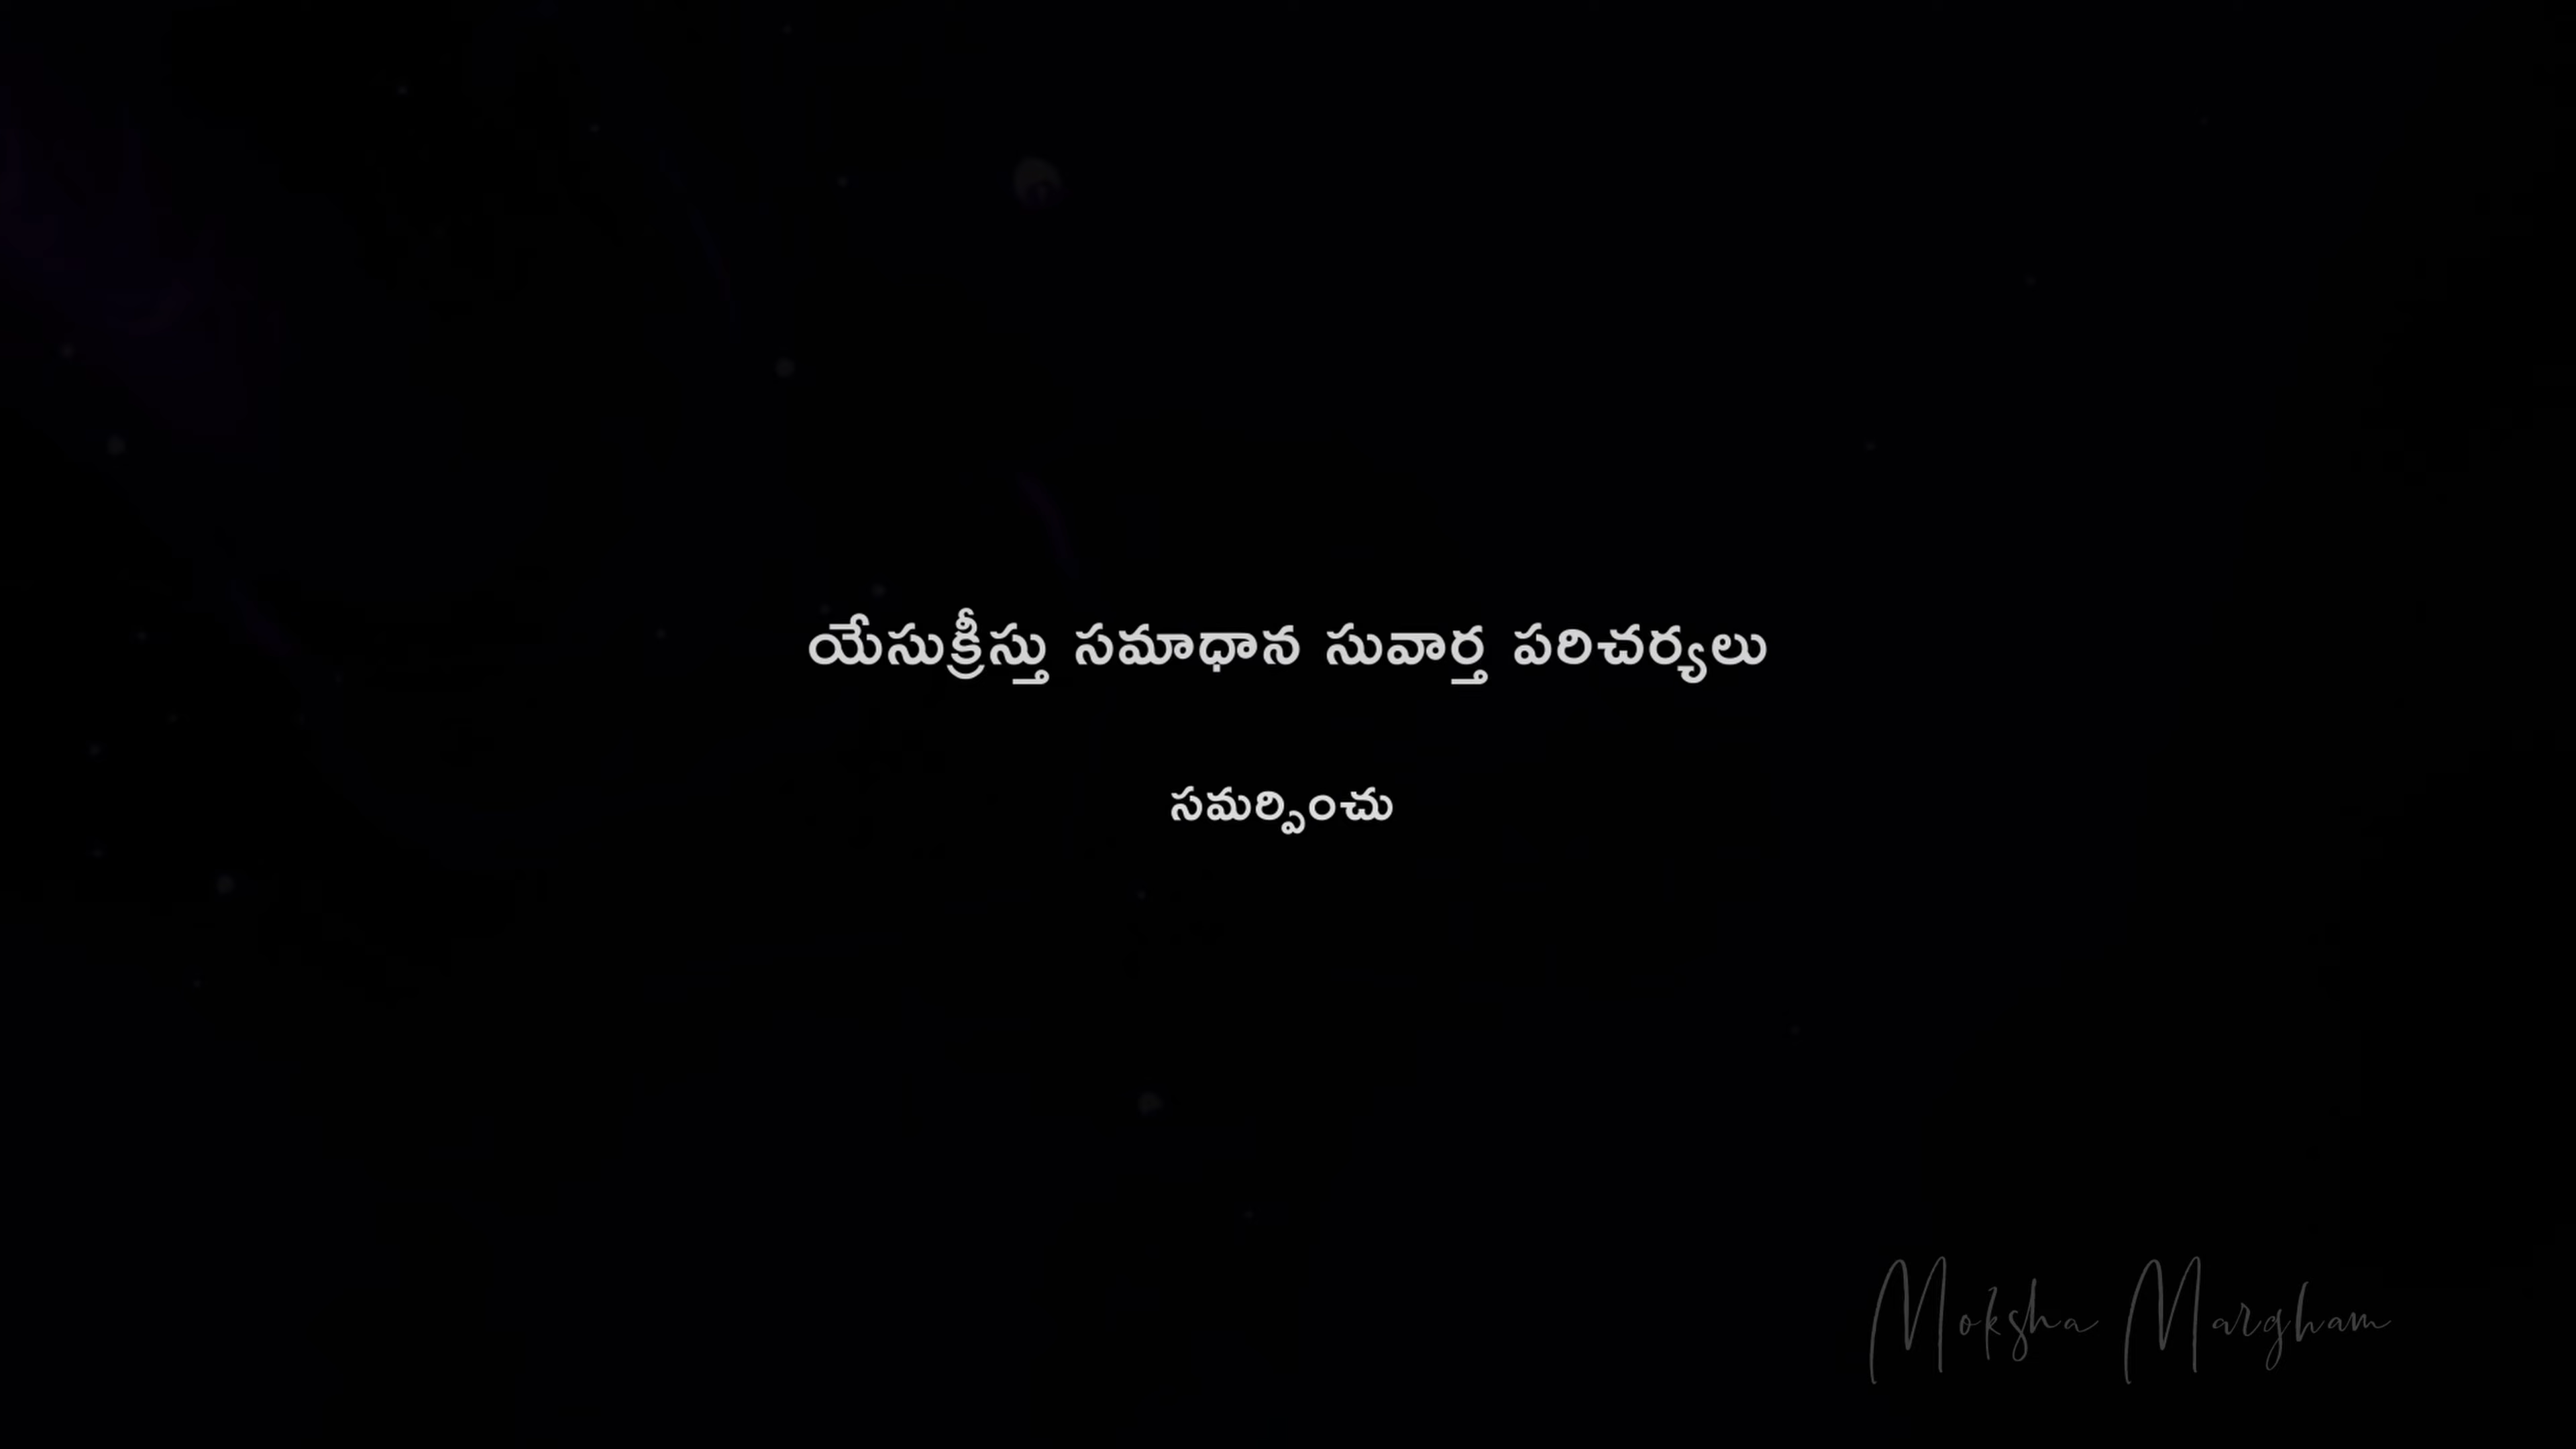 యేసుక్రీస్తు సమాధాన సువార్త పరిచర్యలు
సమర్పించు
Moksha Margham